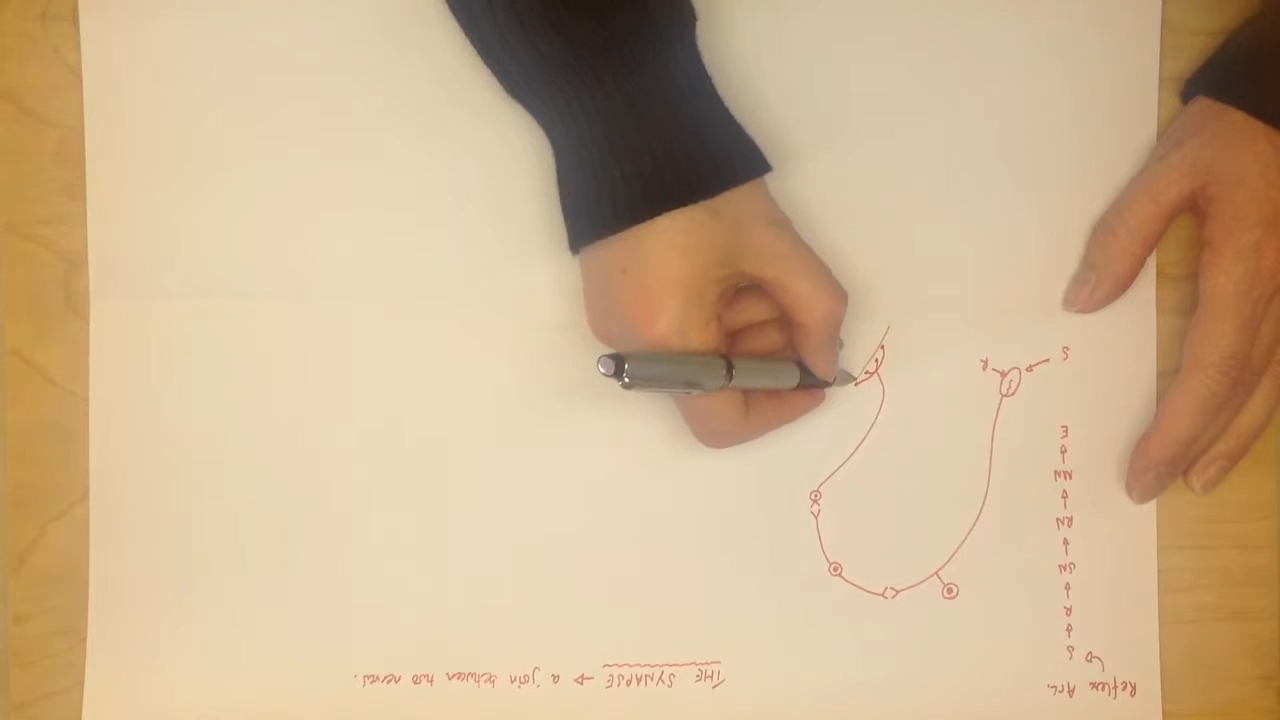 Reflex Arc.
THE SYNAPSE → a join between two nerves.
↳ S → R → SN → RN → MN → E
S
R